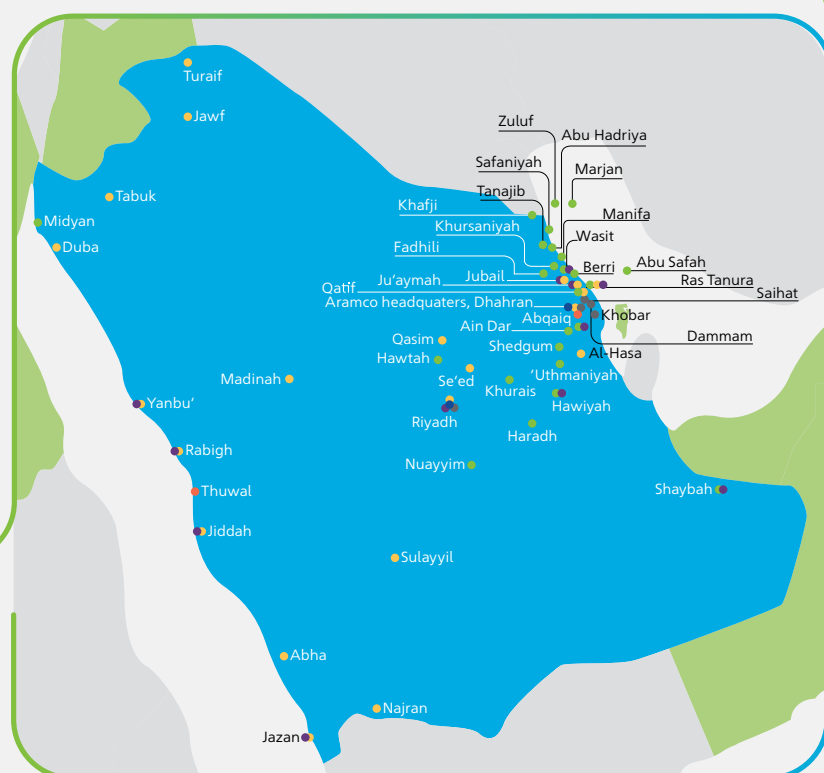 Turaif
Jawf
Zuluf
Abu Hadriya
Safaniyah
Marjan
Tanajib
Tabuk
Khafji
Manifa
Midyan
Khursaniyah
Wasit
Duba
Fadhili
Berri
Abu Safah
Jubail
Ju’aymah
Ras Tanura
Qatif
Saihat
Aramco headquaters, Dhahran
Khobar
Abqaiq
Ain Dar
Dammam
Qasim
Shedgum
Al-Hasa
Hawtah
’Uthmaniyah
Madinah
Se’ed
Khurais
Yanbu’
Hawiyah
Riyadh
Haradh
Rabigh
Nuayyim
Thuwal
Shaybah
Jiddah
Sulayyil
Abha
Najran
Jazan